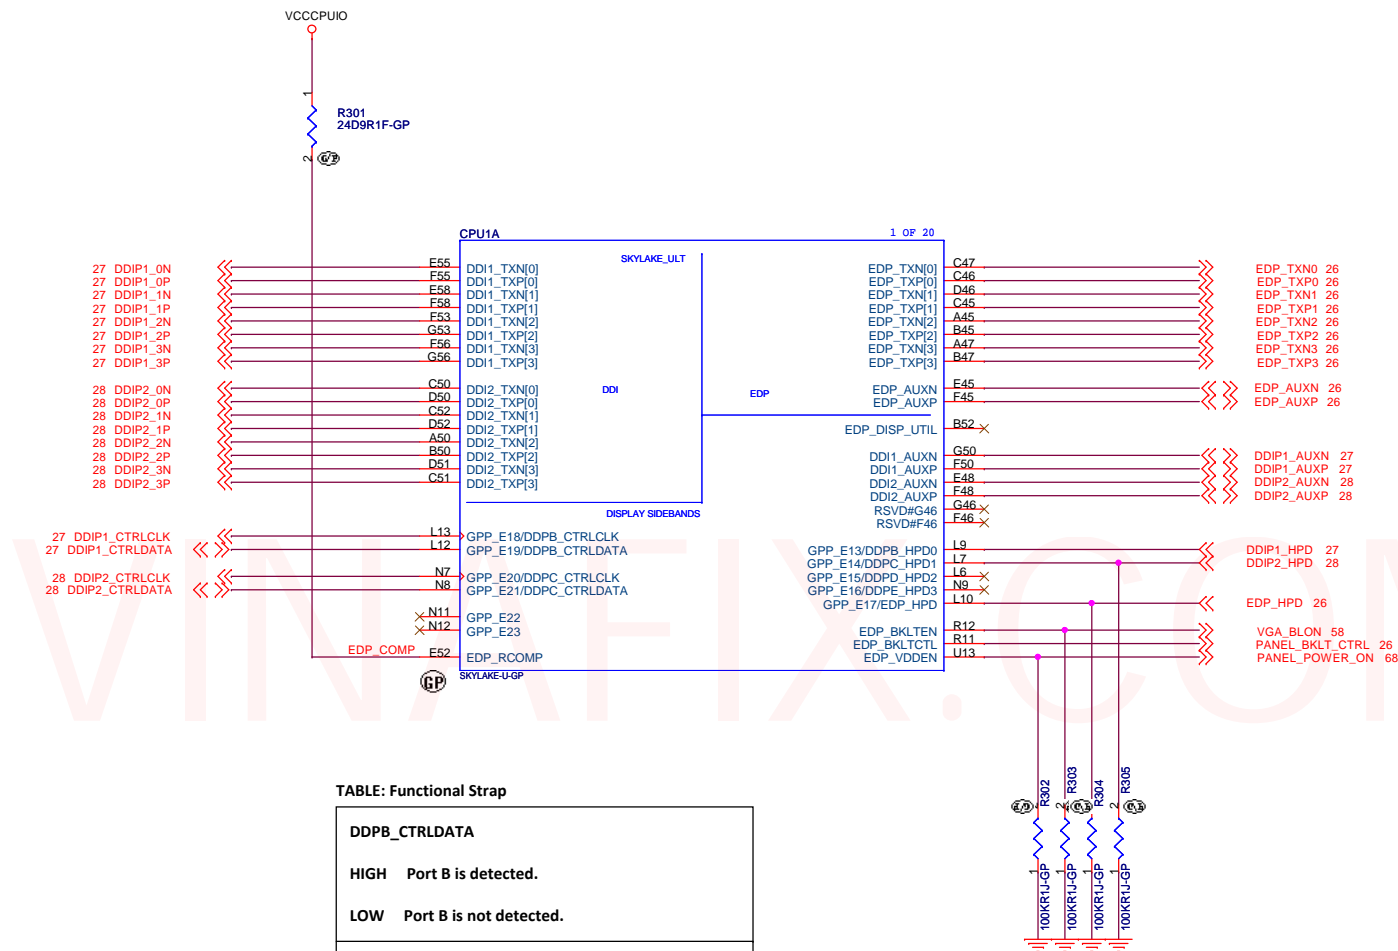 VCCCPUIO
1
R301
24D9R1F-GP
2
CPU1A
1 OF 20
SKYLAKE_ULT
27 DDIP1_0N E55 DDI1_TXN[0]
27 DDIP1_0P F55 DDI1_TXP[0]
27 DDIP1_1N E58 DDI1_TXN[1]
27 DDIP1_1P F58 DDI1_TXP[1]
27 DDIP1_2N F53 DDI1_TXN[2]
27 DDIP1_2P G53 DDI1_TXP[2]
27 DDIP1_3N F56 DDI1_TXN[3]
27 DDIP1_3P G56 DDI1_TXP[3]
28 DDIP2_0N C50 DDI2_TXN[0]
28 DDIP2_0P D50 DDI2_TXP[0]
28 DDIP2_1N C52 DDI2_TXN[1]
28 DDIP2_1P D52 DDI2_TXP[1]
28 DDIP2_2N A50 DDI2_TXN[2]
28 DDIP2_2P B50 DDI2_TXP[2]
28 DDIP2_3N D51 DDI2_TXN[3]
28 DDIP2_3P C51 DDI2_TXP[3]
DDI
EDP
DISPLAY SIDEBANDS
27 DDIP1_CTRLCLK L13 GPP_E18/DDPB_CTRLCLK
27 DDIP1_CTRLDATA L12 GPP_E19/DDPB_CTRLDATA
28 DDIP2_CTRLCLK N7 GPP_E20/DDPC_CTRLCLK
28 DDIP2_CTRLDATA N8 GPP_E21/DDPC_CTRLDATA
N11 GPP_E22
N12 GPP_E23
EDP_COMP E52 EDP_RCOMP
GP
SKYLAKE-U-GP
EDP_TXN[0] C47 EDP_TXN0 26
EDP_TXP[0] C46 EDP_TXP0 26
EDP_TXN[1] D46 EDP_TXN1 26
EDP_TXP[1] C45 EDP_TXP1 26
EDP_TXN[2] A45 EDP_TXN2 26
EDP_TXP[2] B45 EDP_TXP2 26
EDP_TXN[3] A47 EDP_TXN3 26
EDP_TXP[3] B47 EDP_TXP3 26
EDP_AUXN E45 EDP_AUXN 26
EDP_AUXP F45 EDP_AUXP 26
EDP_DISP_UTIL B52
DDI1_AUXN G50 DDIP1_AUXN 27
DDI1_AUXP F50 DDIP1_AUXP 27
DDI2_AUXN E48 DDIP2_AUXN 28
DDI2_AUXP F48 DDIP2_AUXP 28
RSVD#G46 G46
RSVD#F46 F46
GPP_E13/DDPB_HPD0 L9 DDIP1_HPD 27
GPP_E14/DDPC_HPD1 L7 DDIP2_HPD 28
GPP_E15/DDPD_HPD2 L6
GPP_E16/DDPE_HPD3 N9
GPP_E17/EDP_HPD L10 EDP_HPD 26
EDP_BKLTEN R12 VGA_BLON 58
EDP_BKLTCTL R11 PANEL_BKLT_CTRL 26
EDP_VDDEN U13 PANEL_POWER_ON 68
VINAFIX.CO
R302
R303
R304
R305
2
2
2
2
1
1
1
1
100KR1J-GP
100KR1J-GP
100KR1J-GP
100KR1J-GP
TABLE: Functional Strap
DDPB_CTRLDATA
HIGH Port B is detected.
LOW Port B is not detected.